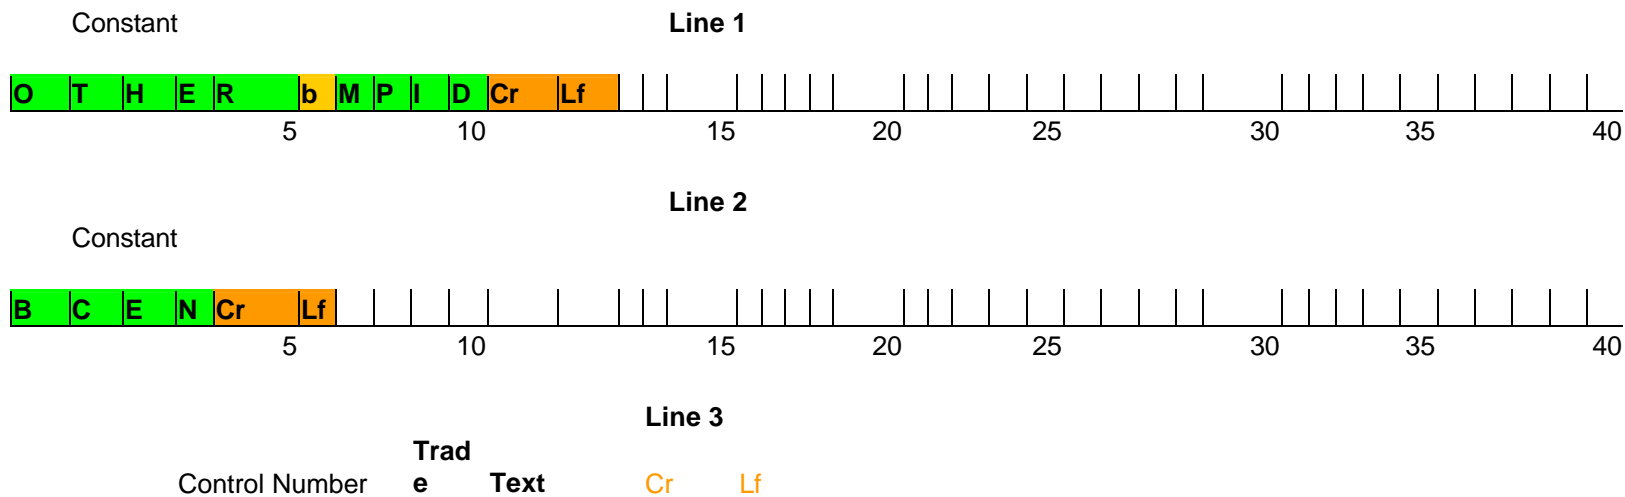 Constant Line 1
O T H E R b M P I D Cr Lf
5 10 15 20 25 30 35 40
Line 2
Constant
B C E N Cr Lf
5 10 15 20 25 30 35 40
Line 3
Trad
Control Number e Text Cr Lf